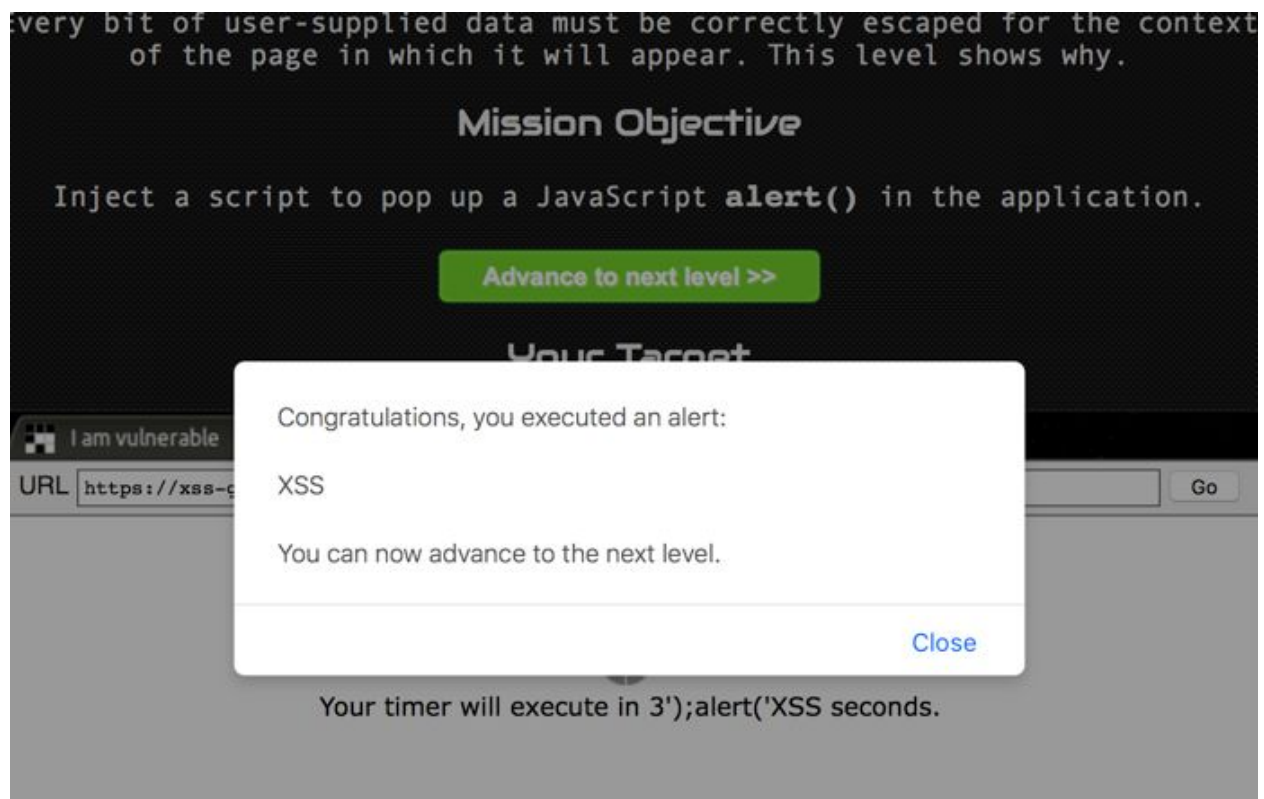 every bit of user-supplied data must be correctly escaped for the context
of the page in which it will appear. This level shows why.
Mission Objective
Inject a script to pop up a JavaScript alert() in the application.
Advance to next level >>
Your Target
Congratulations, you executed an alert:
I am vulnerable
XSS
URL https://xss-g
Go
You can now advance to the next level.
Close
Your timer will execute in 3');alert('XSS seconds.